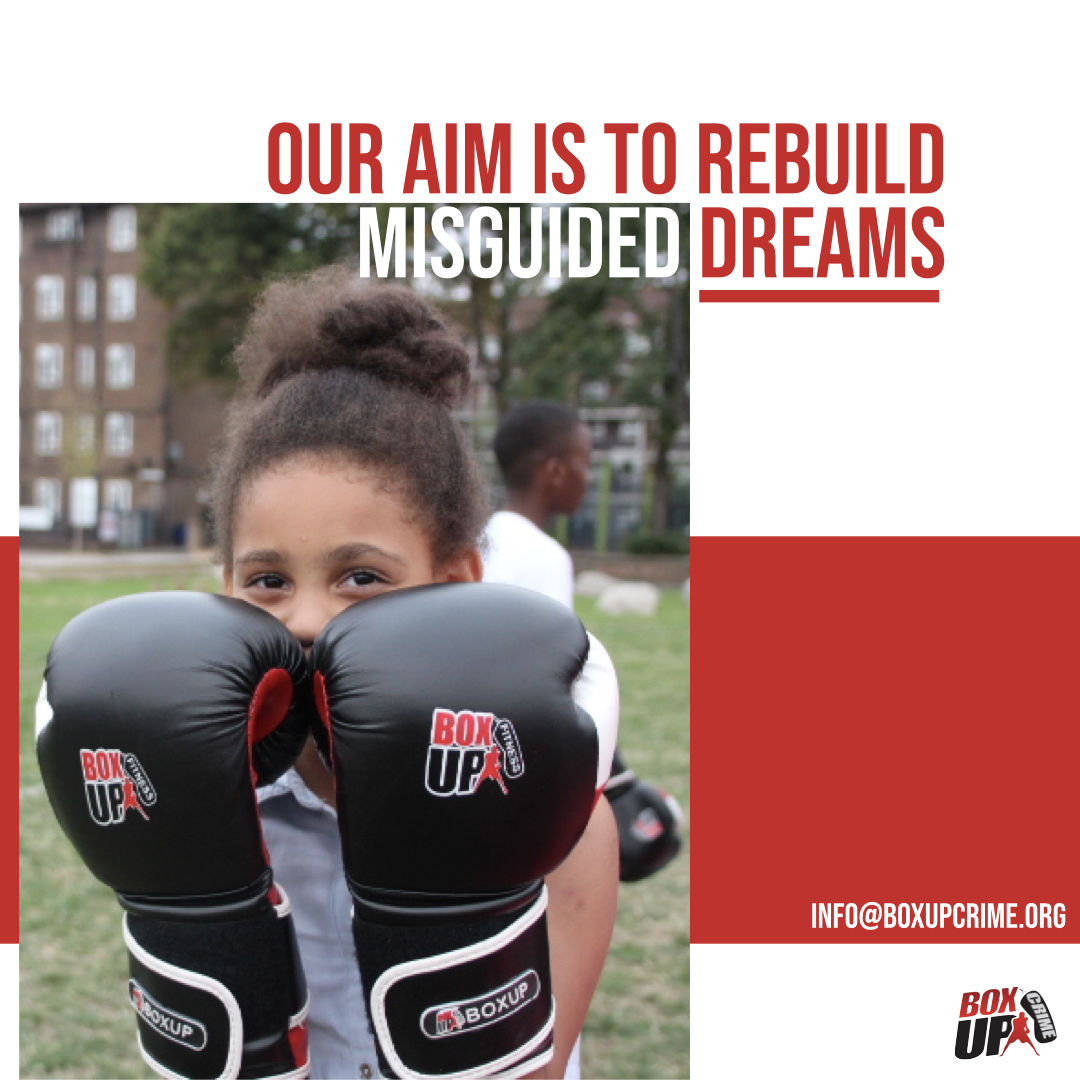 OUR AIM IS TO REBUILD
MISGUIDED DREAMS
BOX
UP
FITNESS
BOX
UP
FITNESS
BOXUP
UP
BOXUP
INFO@BOXUPCRIME.ORG
BOX
UP
CRIME